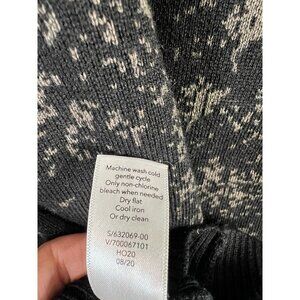 Machine wash cold
gentle cycle
Only non-chlorine
bleach when needed
Dry flat
Cool iron
Or dry clean
S/632069-00
V/700067101
HO20
08/20